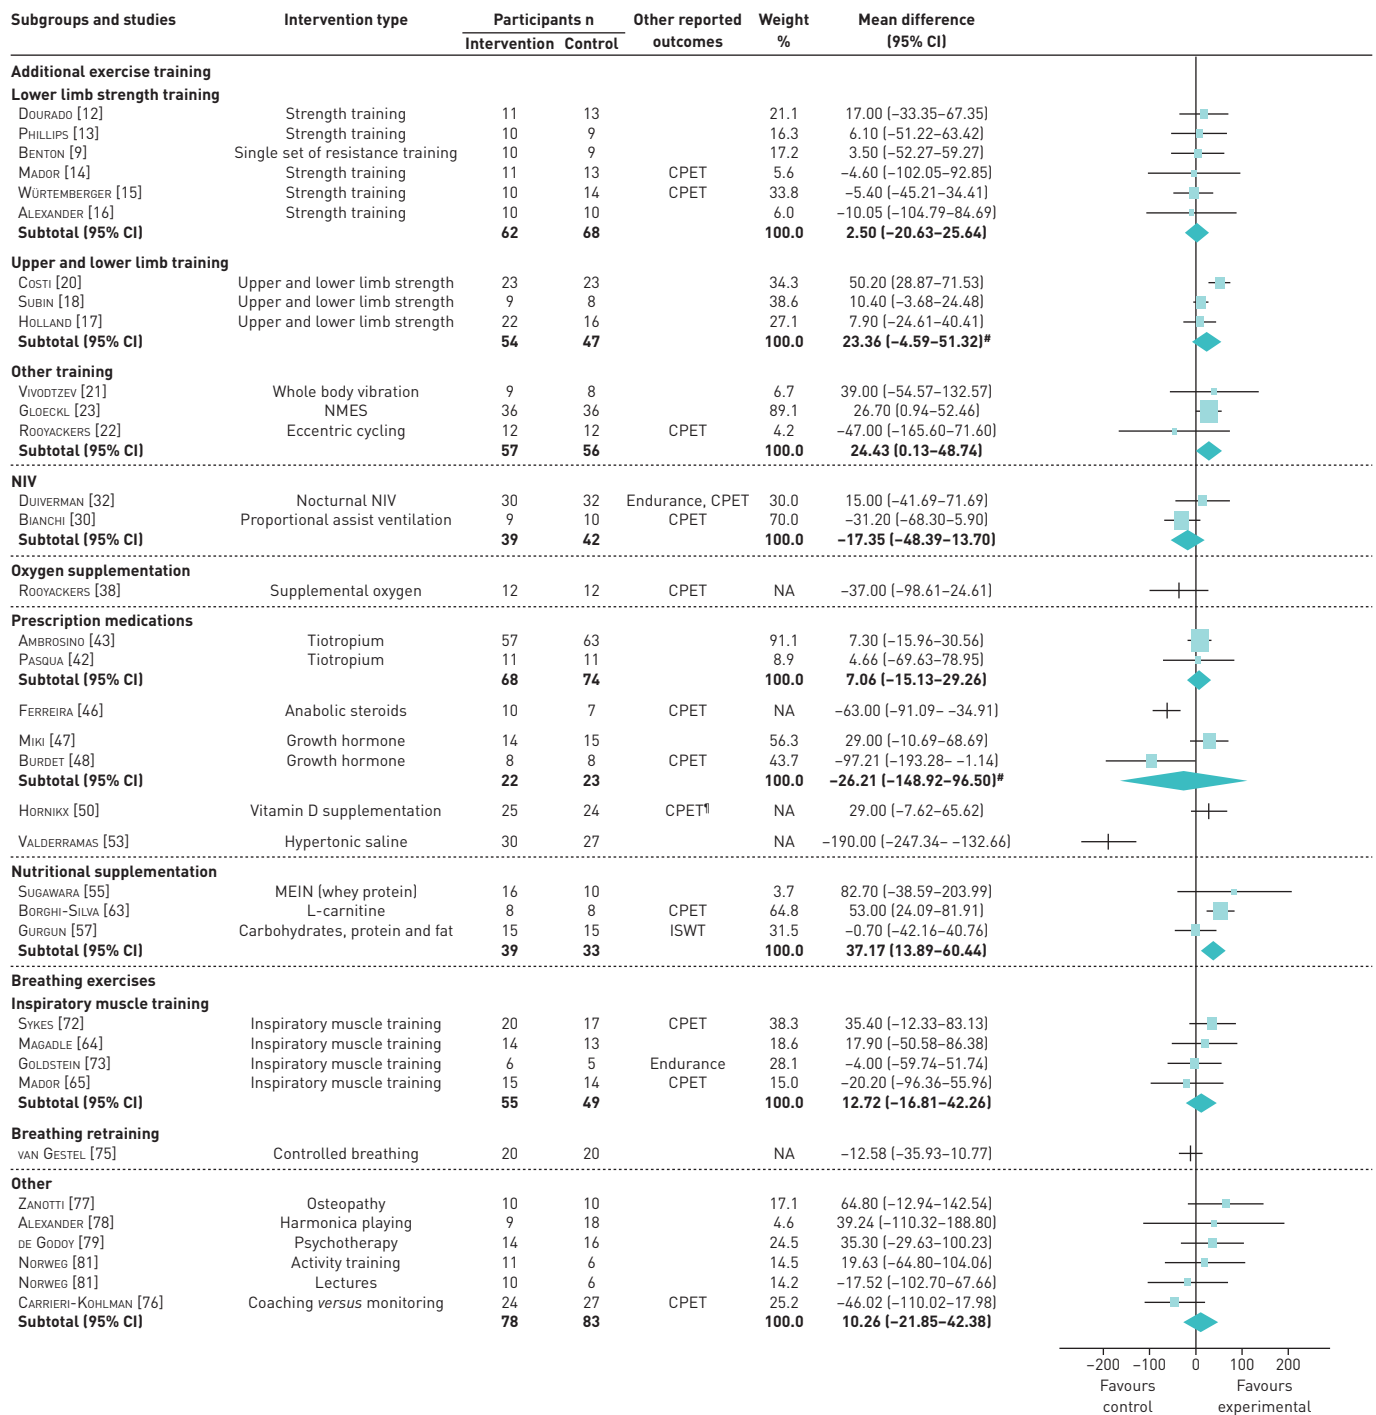 Subgroups and studies Intervention type Participants n Other reported outcomes Weight % Mean difference (95% CI)
Intervention Control
Additional exercise training
Lower limb strength training
Dourado [12] Strength training 11 13 21.1 17.00 (−33.35–67.35)
Phillips [13] Strength training 10 9 16.3 6.10 (−51.22–63.42)
Benton [9] Single set of resistance training 10 9 17.2 3.50 (−52.27–59.27)
Mador [14] Strength training 11 13 CPET 5.6 −4.60 (−102.05–92.85)
Würtemberger [15] Strength training 10 14 CPET 33.8 −5.40 (−45.21–34.41)
Alexander [16] Strength training 10 10 6.0 −10.05 (−104.79–84.69)
Subtotal (95% CI) 62 68 100.0 2.50 (−20.63–25.64)
Upper and lower limb training
Costi [20] Upper and lower limb strength 23 23 34.3 50.20 (28.87–71.53)
Subin [18] Upper and lower limb strength 9 8 38.6 10.40 (−3.68–24.48)
Holland [17] Upper and lower limb strength 22 16 27.1 7.90 (−24.61–40.41)
Subtotal (95% CI) 54 47 100.0 23.36 (−4.59–51.32)#
Other training
Vivodtzev [21] Whole body vibration 9 8 6.7 39.00 (−54.57–132.57)
Gloeckl [23] NMES 36 36 89.1 26.70 (0.94–52.46)
Rooyackers [22] Eccentric cycling 12 12 CPET 4.2 −47.00 (−165.60–71.60)
Subtotal (95% CI) 57 56 100.0 24.43 (0.13–48.74)
NIV
Duiverman [32] Nocturnal NIV 30 32 Endurance, CPET 30.0 15.00 (−41.69–71.69)
Bianchi [30] Proportional assist ventilation 9 10 CPET 70.0 −31.20 (−68.30–5.90)
Subtotal (95% CI) 39 42 100.0 −17.35 (−48.39–13.70)
Oxygen supplementation
Rooyackers [38] Supplemental oxygen 12 12 CPET NA −37.00 (−98.61–24.61)
Prescription medications
Ambrosino [43] Tiotropium 57 63 91.1 7.30 (−15.96–30.56)
Pasqua [42] Tiotropium 11 11 8.9 4.66 (−69.63–78.95)
Subtotal (95% CI) 68 74 100.0 7.06 (−15.13–29.26)
Ferreira [46] Anabolic steroids 10 7 CPET NA −63.00 (−91.09– −34.91)
Miki [47] Growth hormone 14 15 56.3 29.00 (−10.69–68.69)
Burdet [48] Growth hormone 8 8 CPET 43.7 −97.21 (−193.28– −1.14)
Subtotal (95% CI) 22 23 100.0 −26.21 (−148.92–96.50)#
Hornikx [50] Vitamin D supplementation 25 24 CPET¶ NA 29.00 (−7.62–65.62)
Valderramas [53] Hypertonic saline 30 27 NA −190.00 (−247.34– −132.66)
Nutritional supplementation
Sugawara [55] MEIN (whey protein) 16 10 3.7 82.70 (−38.59–203.99)
Borghi-Silva [63] L-carnitine 8 8 CPET 64.8 53.00 (24.09–81.91)
Gurgun [57] Carbohydrates, protein and fat 15 15 ISWT 31.5 −0.70 (−42.16–40.76)
Subtotal (95% CI) 39 33 100.0 37.17 (13.89–60.44)
Breathing exercises
Inspiratory muscle training
Sykes [72] Inspiratory muscle training 20 17 CPET 38.3 35.40 (−12.33–83.13)
Magadle [64] Inspiratory muscle training 14 13 18.6 17.90 (−50.58–86.38)
Goldstein [73] Inspiratory muscle training 6 5 Endurance 28.1 −4.00 (−59.74–51.74)
Mador [65] Inspiratory muscle training 15 14 CPET 15.0 −20.20 (−96.36–55.96)
Subtotal (95% CI) 55 49 100.0 12.72 (−16.81–42.26)
Breathing retraining
van Gestel [75] Controlled breathing 20 20 NA −12.58 (−35.93–10.77)
Other
Zanotti [77] Osteopathy 10 10 17.1 64.80 (−12.94–142.54)
Alexander [78] Harmonica playing 9 18 4.6 39.24 (−110.32–188.80)
de Godoy [79] Psychotherapy 14 16 24.5 35.30 (−29.63–100.23)
Norweg [81] Activity training 11 6 14.5 19.63 (−64.80–104.06)
Norweg [81] Lectures 10 6 14.2 −17.52 (−102.70–67.66)
Carrieri-Kohlman [76] Coaching versus monitoring 24 27 CPET 25.2 −46.02 (−110.02–17.98)
Subtotal (95% CI) 78 83 100.0 10.26 (−21.85–42.38)
−200 −100 0 100 200
Favours control Favours experimental